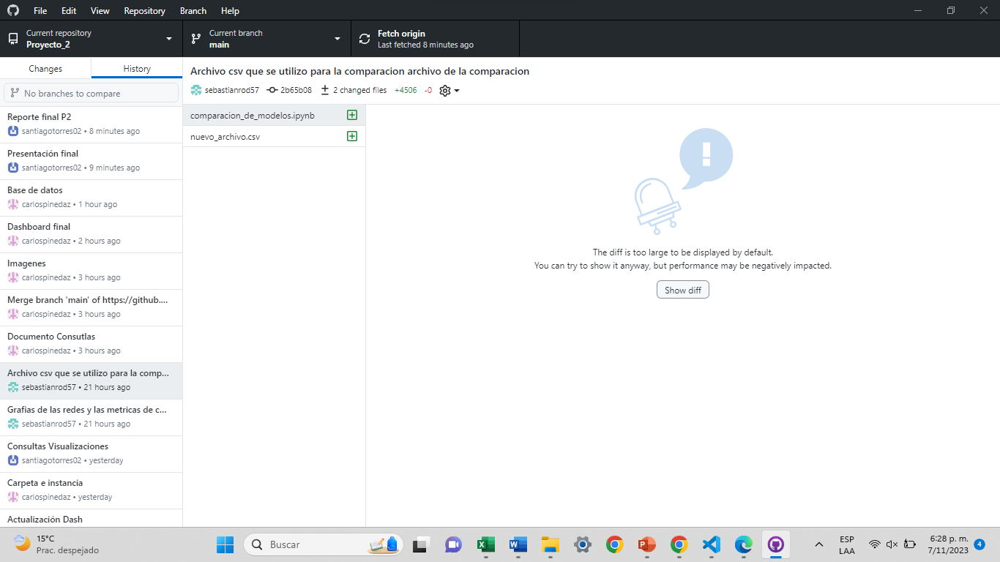 File Edit View Repository Branch Help
Current repository
Proyecto_2
Current branch
main
Fetch origin
Last fetched 8 minutes ago
Changes
History
No branches to compare
Reporte final P2
santiagotorres02 • 8 minutes ago
Presentación final
santiagotorres02 • 9 minutes ago
Base de datos
carlospinedaz • 1 hour ago
Dashboard final
carlospinedaz • 2 hours ago
Imagenes
carlospinedaz • 3 hours ago
Merge branch 'main' of https://github....
carlospinedaz • 3 hours ago
Documento Consutlas
carlospinedaz • 3 hours ago
Archivo csv que se utilizo para la comp...
sebastianrod57 • 21 hours ago
Grafias de las redes y las metricas de c...
sebastianrod57 • 21 hours ago
Consultas Visualizaciones
santiagotorres02 • yesterday
Carpeta e instancia
carlospinedaz • yesterday
Actualización Dash
Archivo csv que se utilizo para la comparacion archivo de la comparacion
sebastianrod57 2b65b08 2 changed files +4506 -0
comparacion_de_modelos.ipynb
nuevo_archivo.csv
The diff is too large to be displayed by default.
You can try to show it anyway, but performance may be negatively impacted.
Show diff
15°C
Prac. despejado
Buscar
ESP
LAA
6:28 p. m.
7/11/2023
4